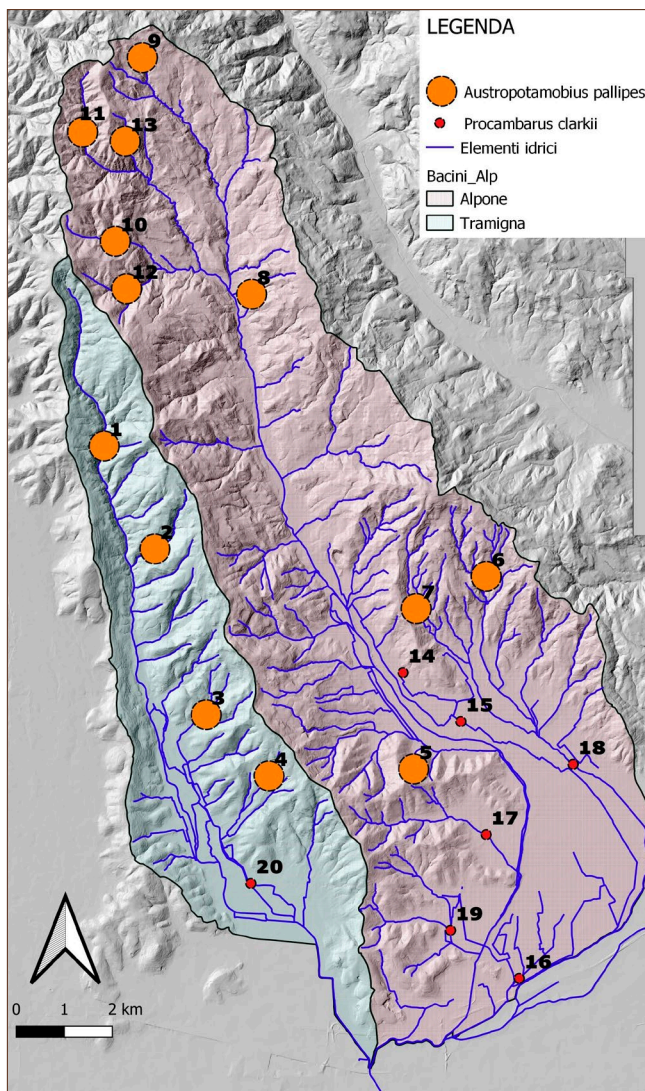 LEGENDA
Austropotamobius pallipes
Procambarus clarkii
Elementi idrici
Bacini_Alp
Alpone
Tramigna
9
11
13
10
12
8
1
2
6
7
14
3
15
4
5
18
17
20
19
16
0 1 2 km